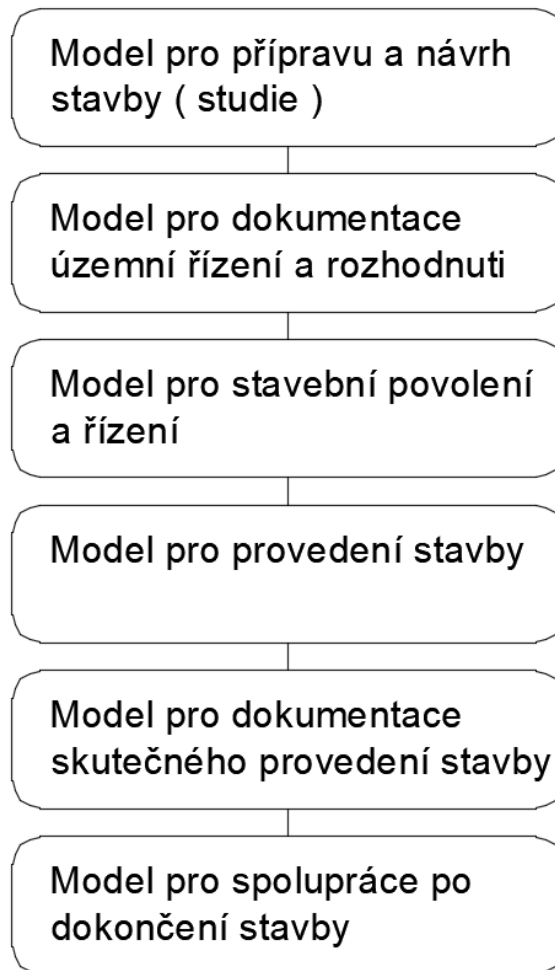 Model pro přípravu a návrh
stavby ( studie )
Model pro dokumentace
územní řízení a rozhodnuti
Model pro stavební povolení
a řízení
Model pro provedení stavby
Model pro dokumentace
skutečného provedení stavby
Model pro spolupráce po
dokončení stavby